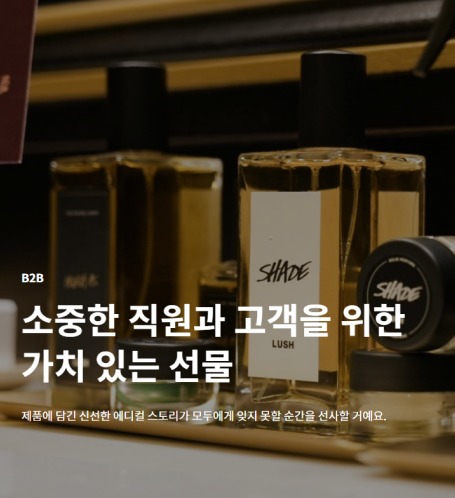 B2B
소중한 직원과 고객을 위한
가치 있는 선물
제품에 담긴 신선한 에디컬 스토리가 모두에게 잊지 못할 순간을 선사할 거예요.
SHADE
LUSH
SHADE